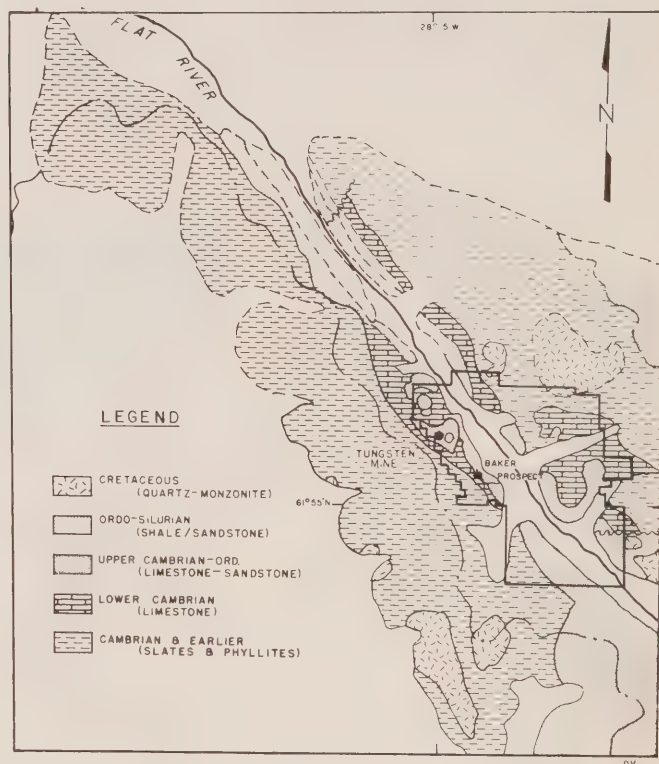 FLAT
RIVER
28° 5 W
N
LEGEND
TUNGSTEN
MINE
BAKER
PROSPECT
61° 55'N
CRETACEOUS
(QUARTZ-MONZONITE)
ORDO-SILURIAN
(SHALE/SANDSTONE)
UPPER CAMBRIAN-ORD.
(LIMESTONE-SANDSTONE)
LOWER CAMBRIAN
(LIMESTONE)
CAMBRIAN & EARLIER
(SLATES & PHYLLITES)